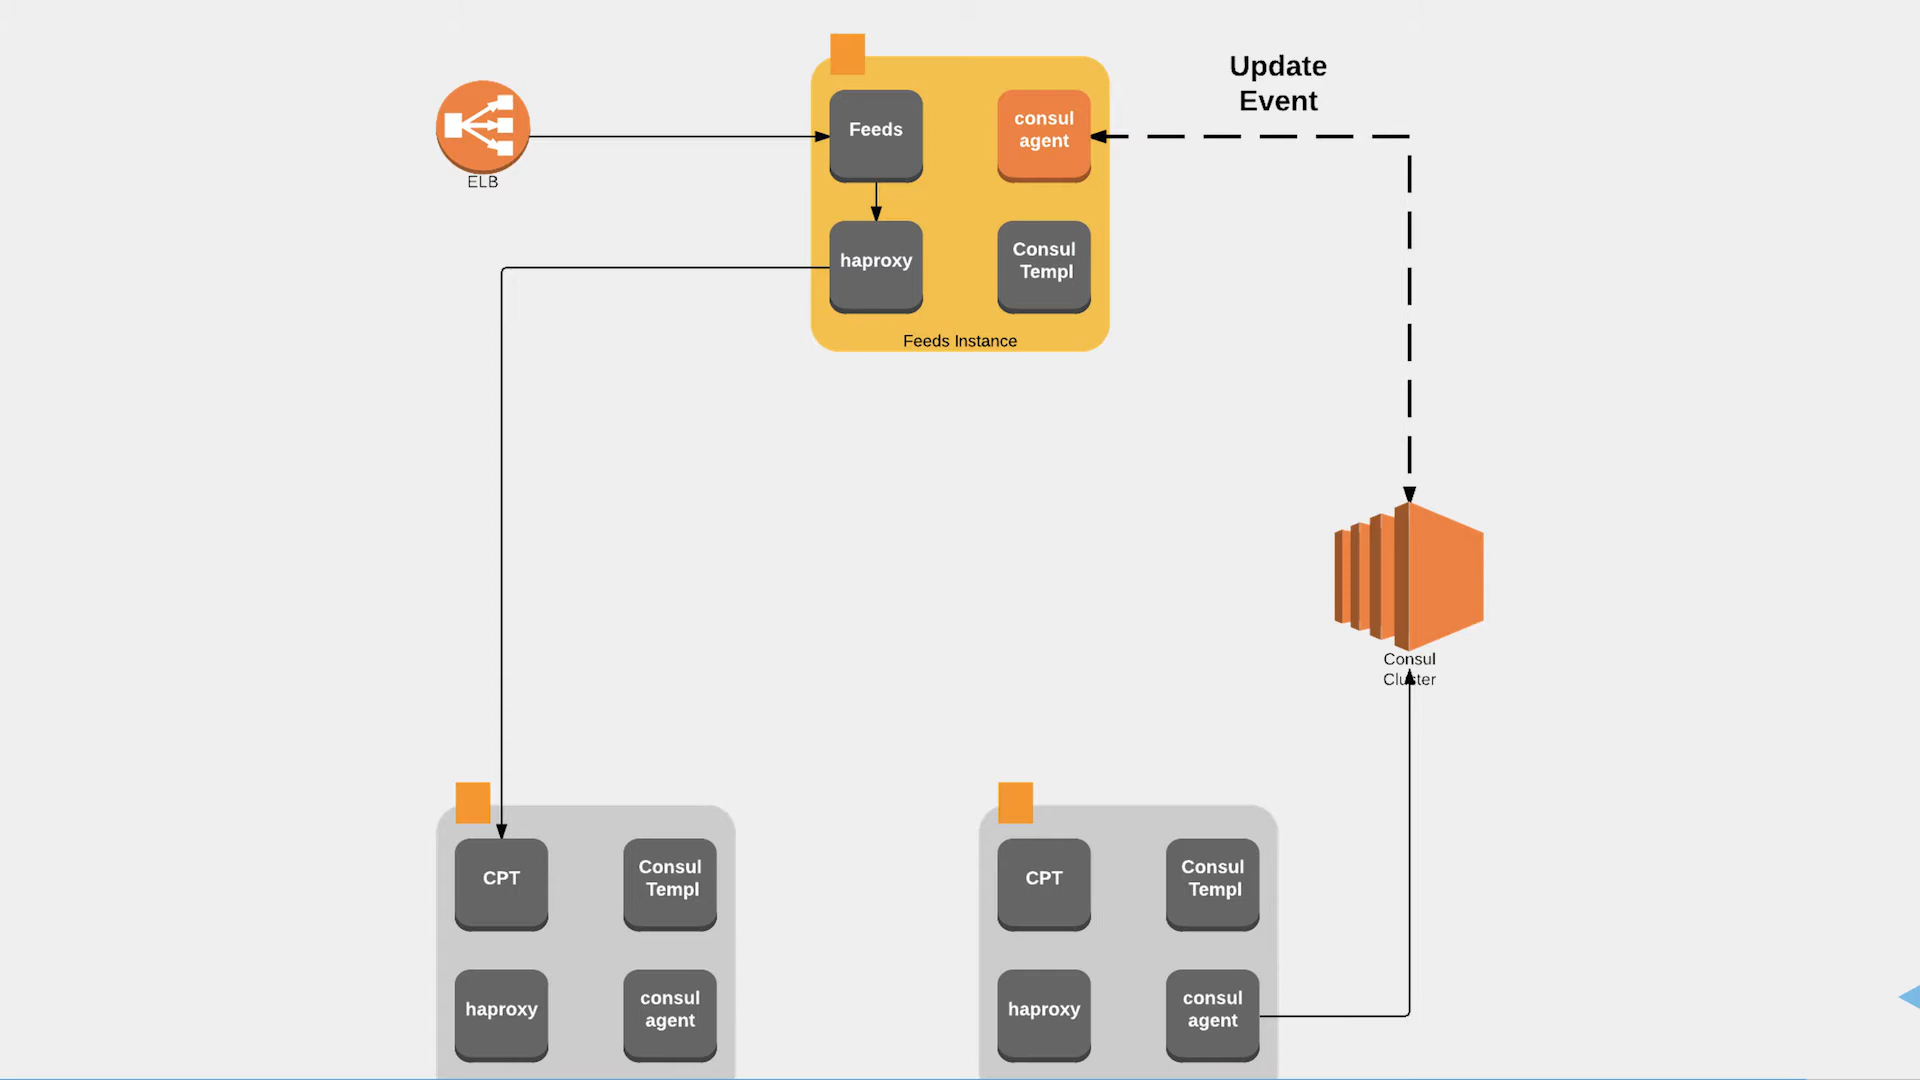 Update
Event
ELB
Feeds
consul
agent
haproxy
Consul
Templ
Feeds Instance
Consul
Cluster
CPT
Consul
Templ
haproxy
consul
agent
CPT
Consul
Templ
haproxy
consul
agent